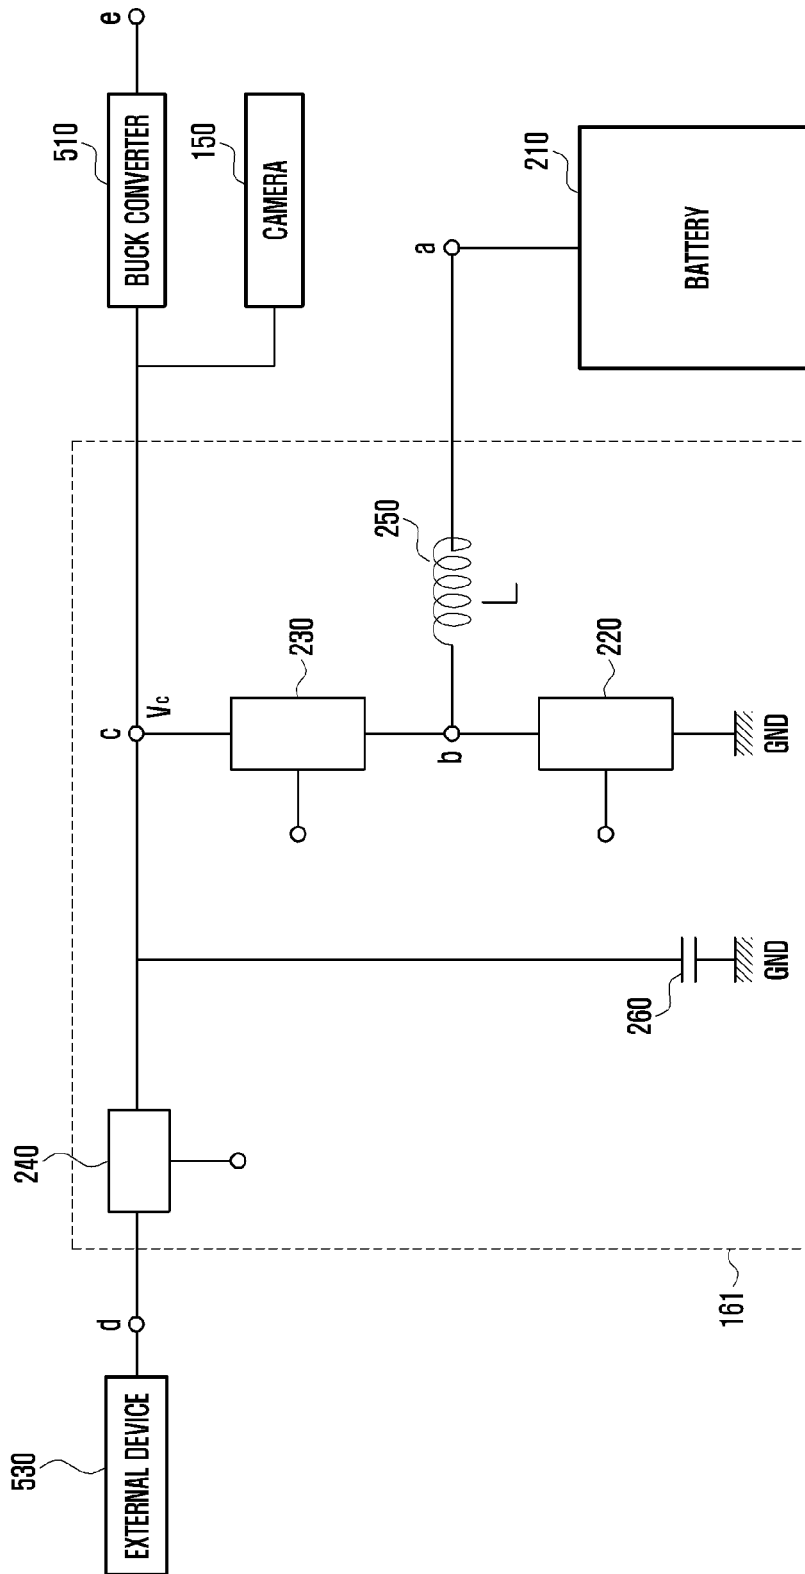 530
EXTERNAL DEVICE
d
240
161
260
GND
c
Vc
230
b
220
GND
250
L
a
210
BATTERY
510
BUCK CONVERTER
e
150
CAMERA